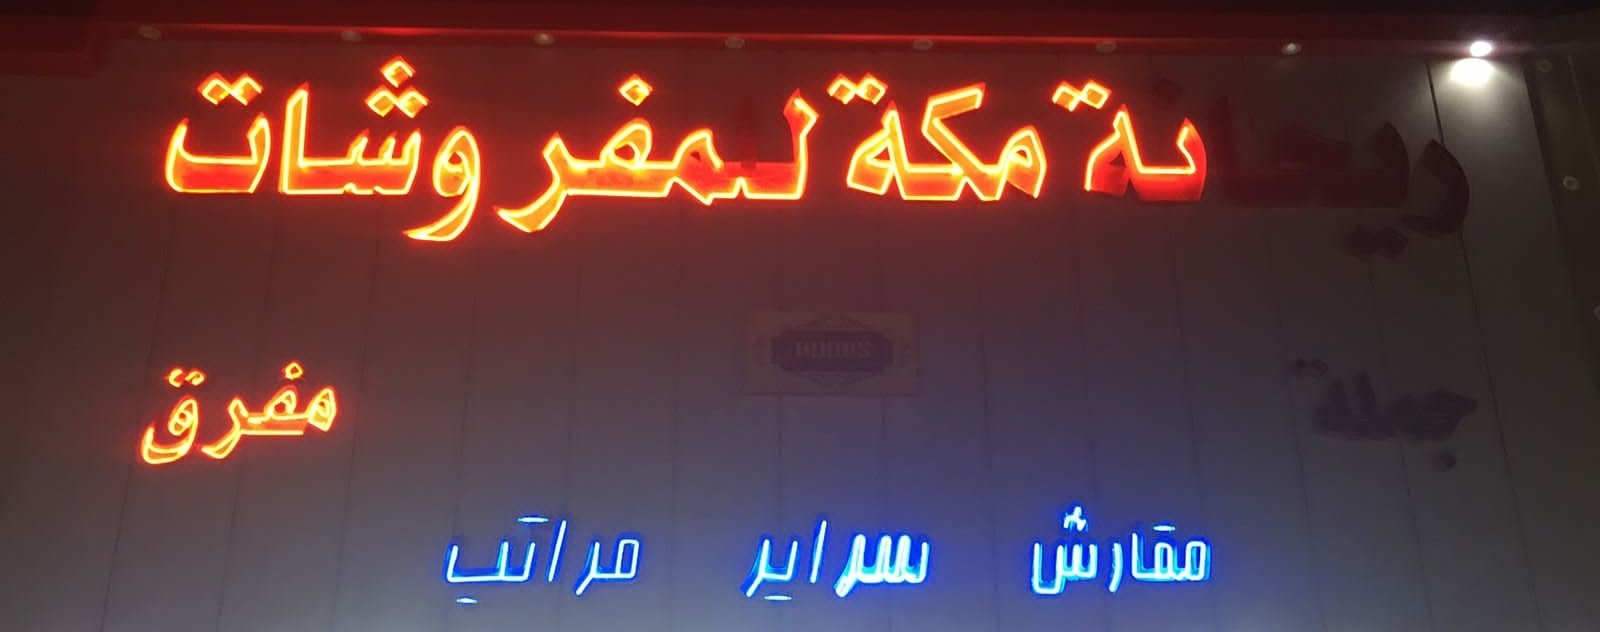 ريحانة مكة للمفروشات
جملة مفرق
مفارش سراير مراتب